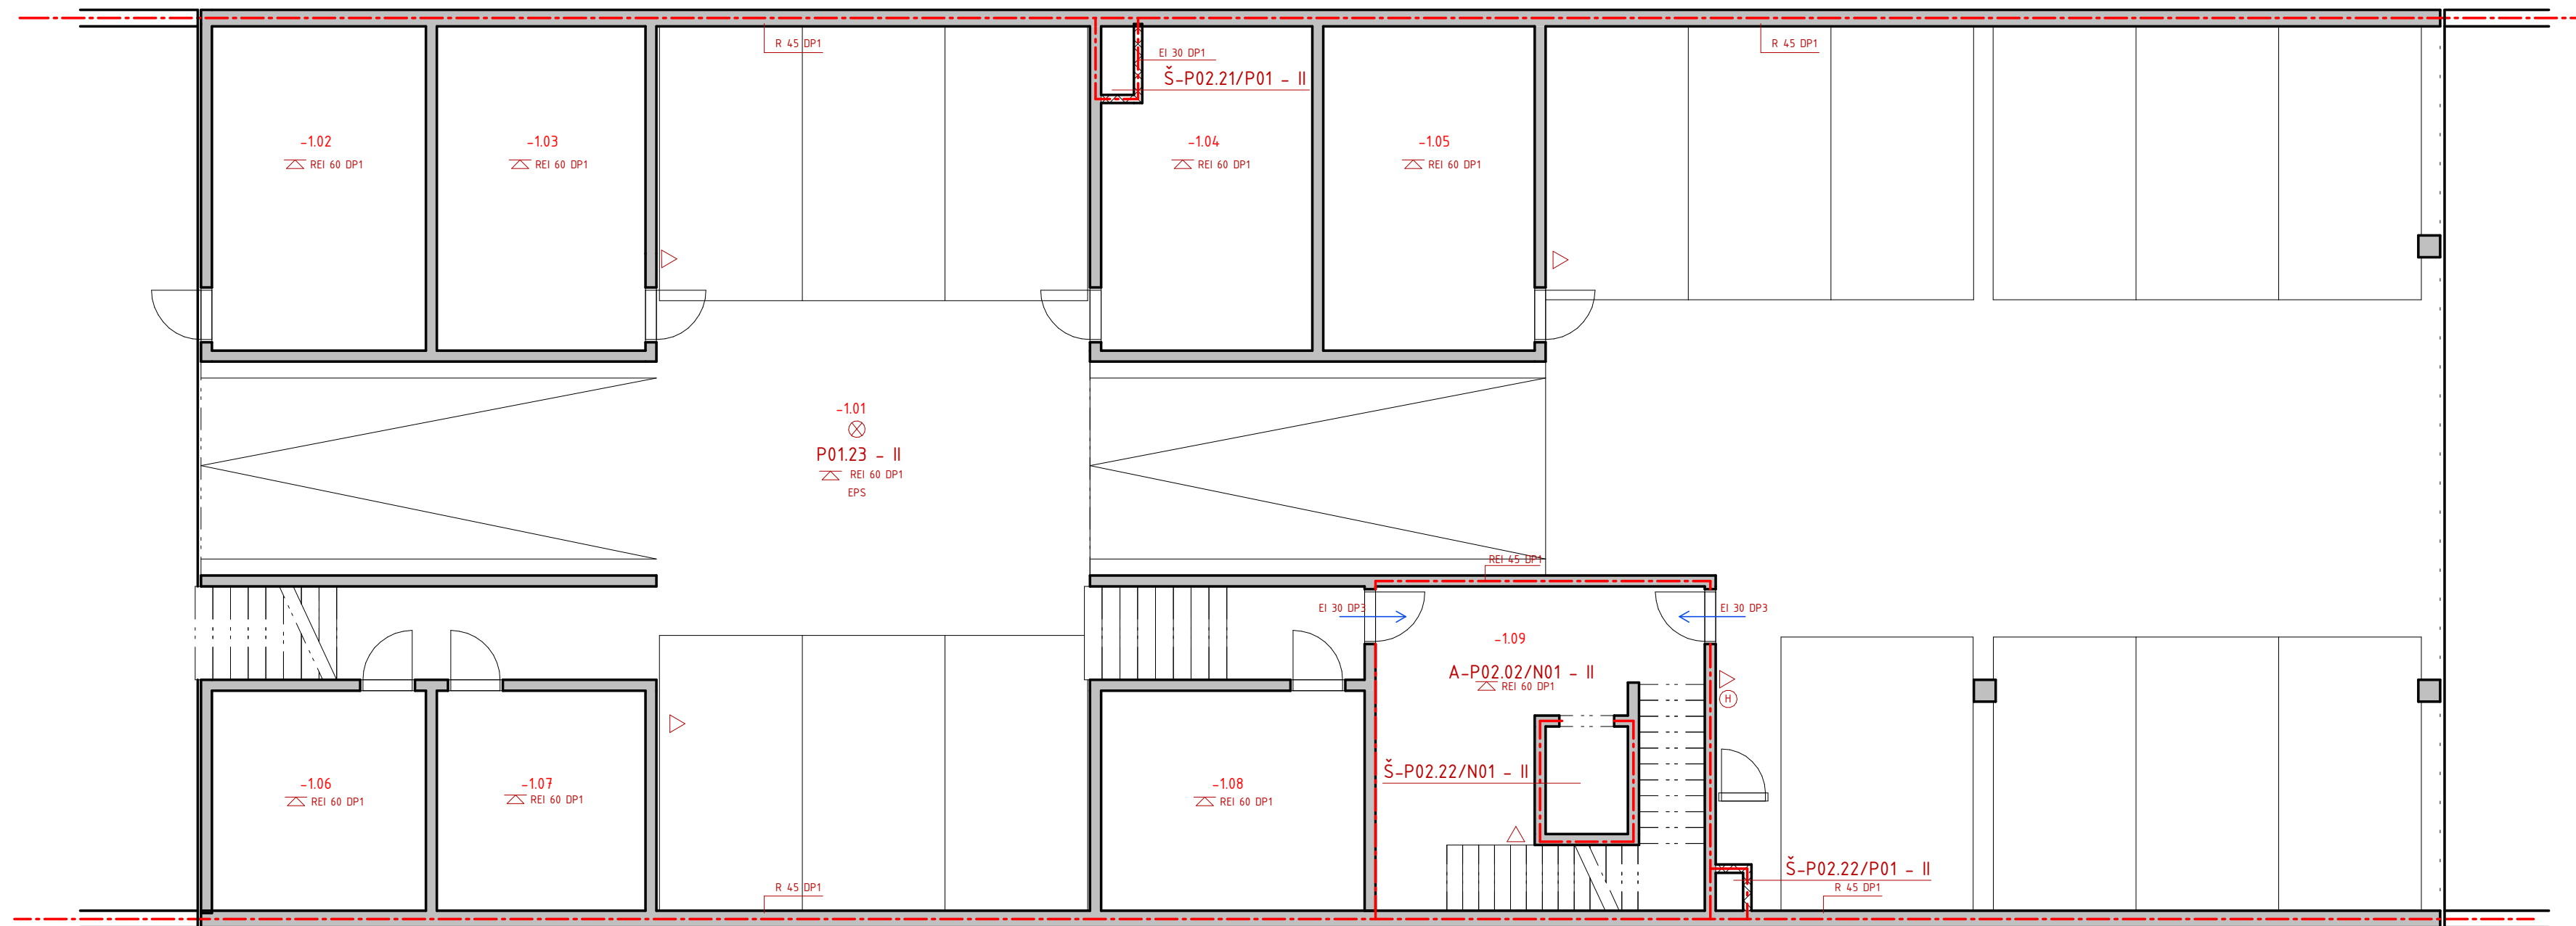 R 45 DP1
EI 30 DP1
R 45 DP1
Š-P02.21/P01 - II
-1.02
REI 60 DP1
-1.03
REI 60 DP1
-1.04
REI 60 DP1
-1.05
REI 60 DP1
-1.01
P01.23 - II
REI 60 DP1
EPS
REI 45 DP1
EI 30 DP3
EI 30 DP3
-1.09
A-P02.02/N01 - II
REI 60 DP1
H
Š-P02.22/N01 - II
-1.06
REI 60 DP1
-1.07
REI 60 DP1
-1.08
REI 60 DP1
Š-P02.22/P01 - II
R 45 DP1
R 45 DP1